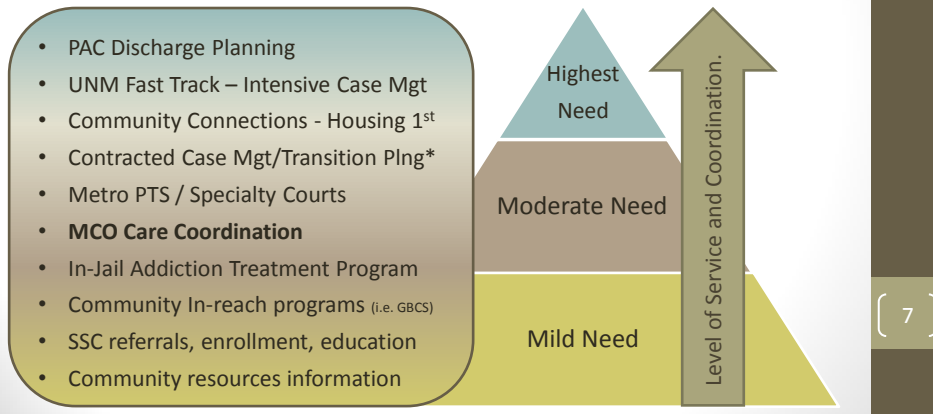 • PAC Discharge Planning
• UNM Fast Track – Intensive Case Mgt
• Community Connections - Housing 1st
• Contracted Case Mgt/Transition Plng*
• Metro PTS / Specialty Courts
• MCO Care Coordination
• In-Jail Addiction Treatment Program
• Community In-reach programs (i.e. GBCS)
• SSC referrals, enrollment, education
• Community resources information
Highest
Need
Moderate Need
Mild Need
Level of Service and Coordination.
7